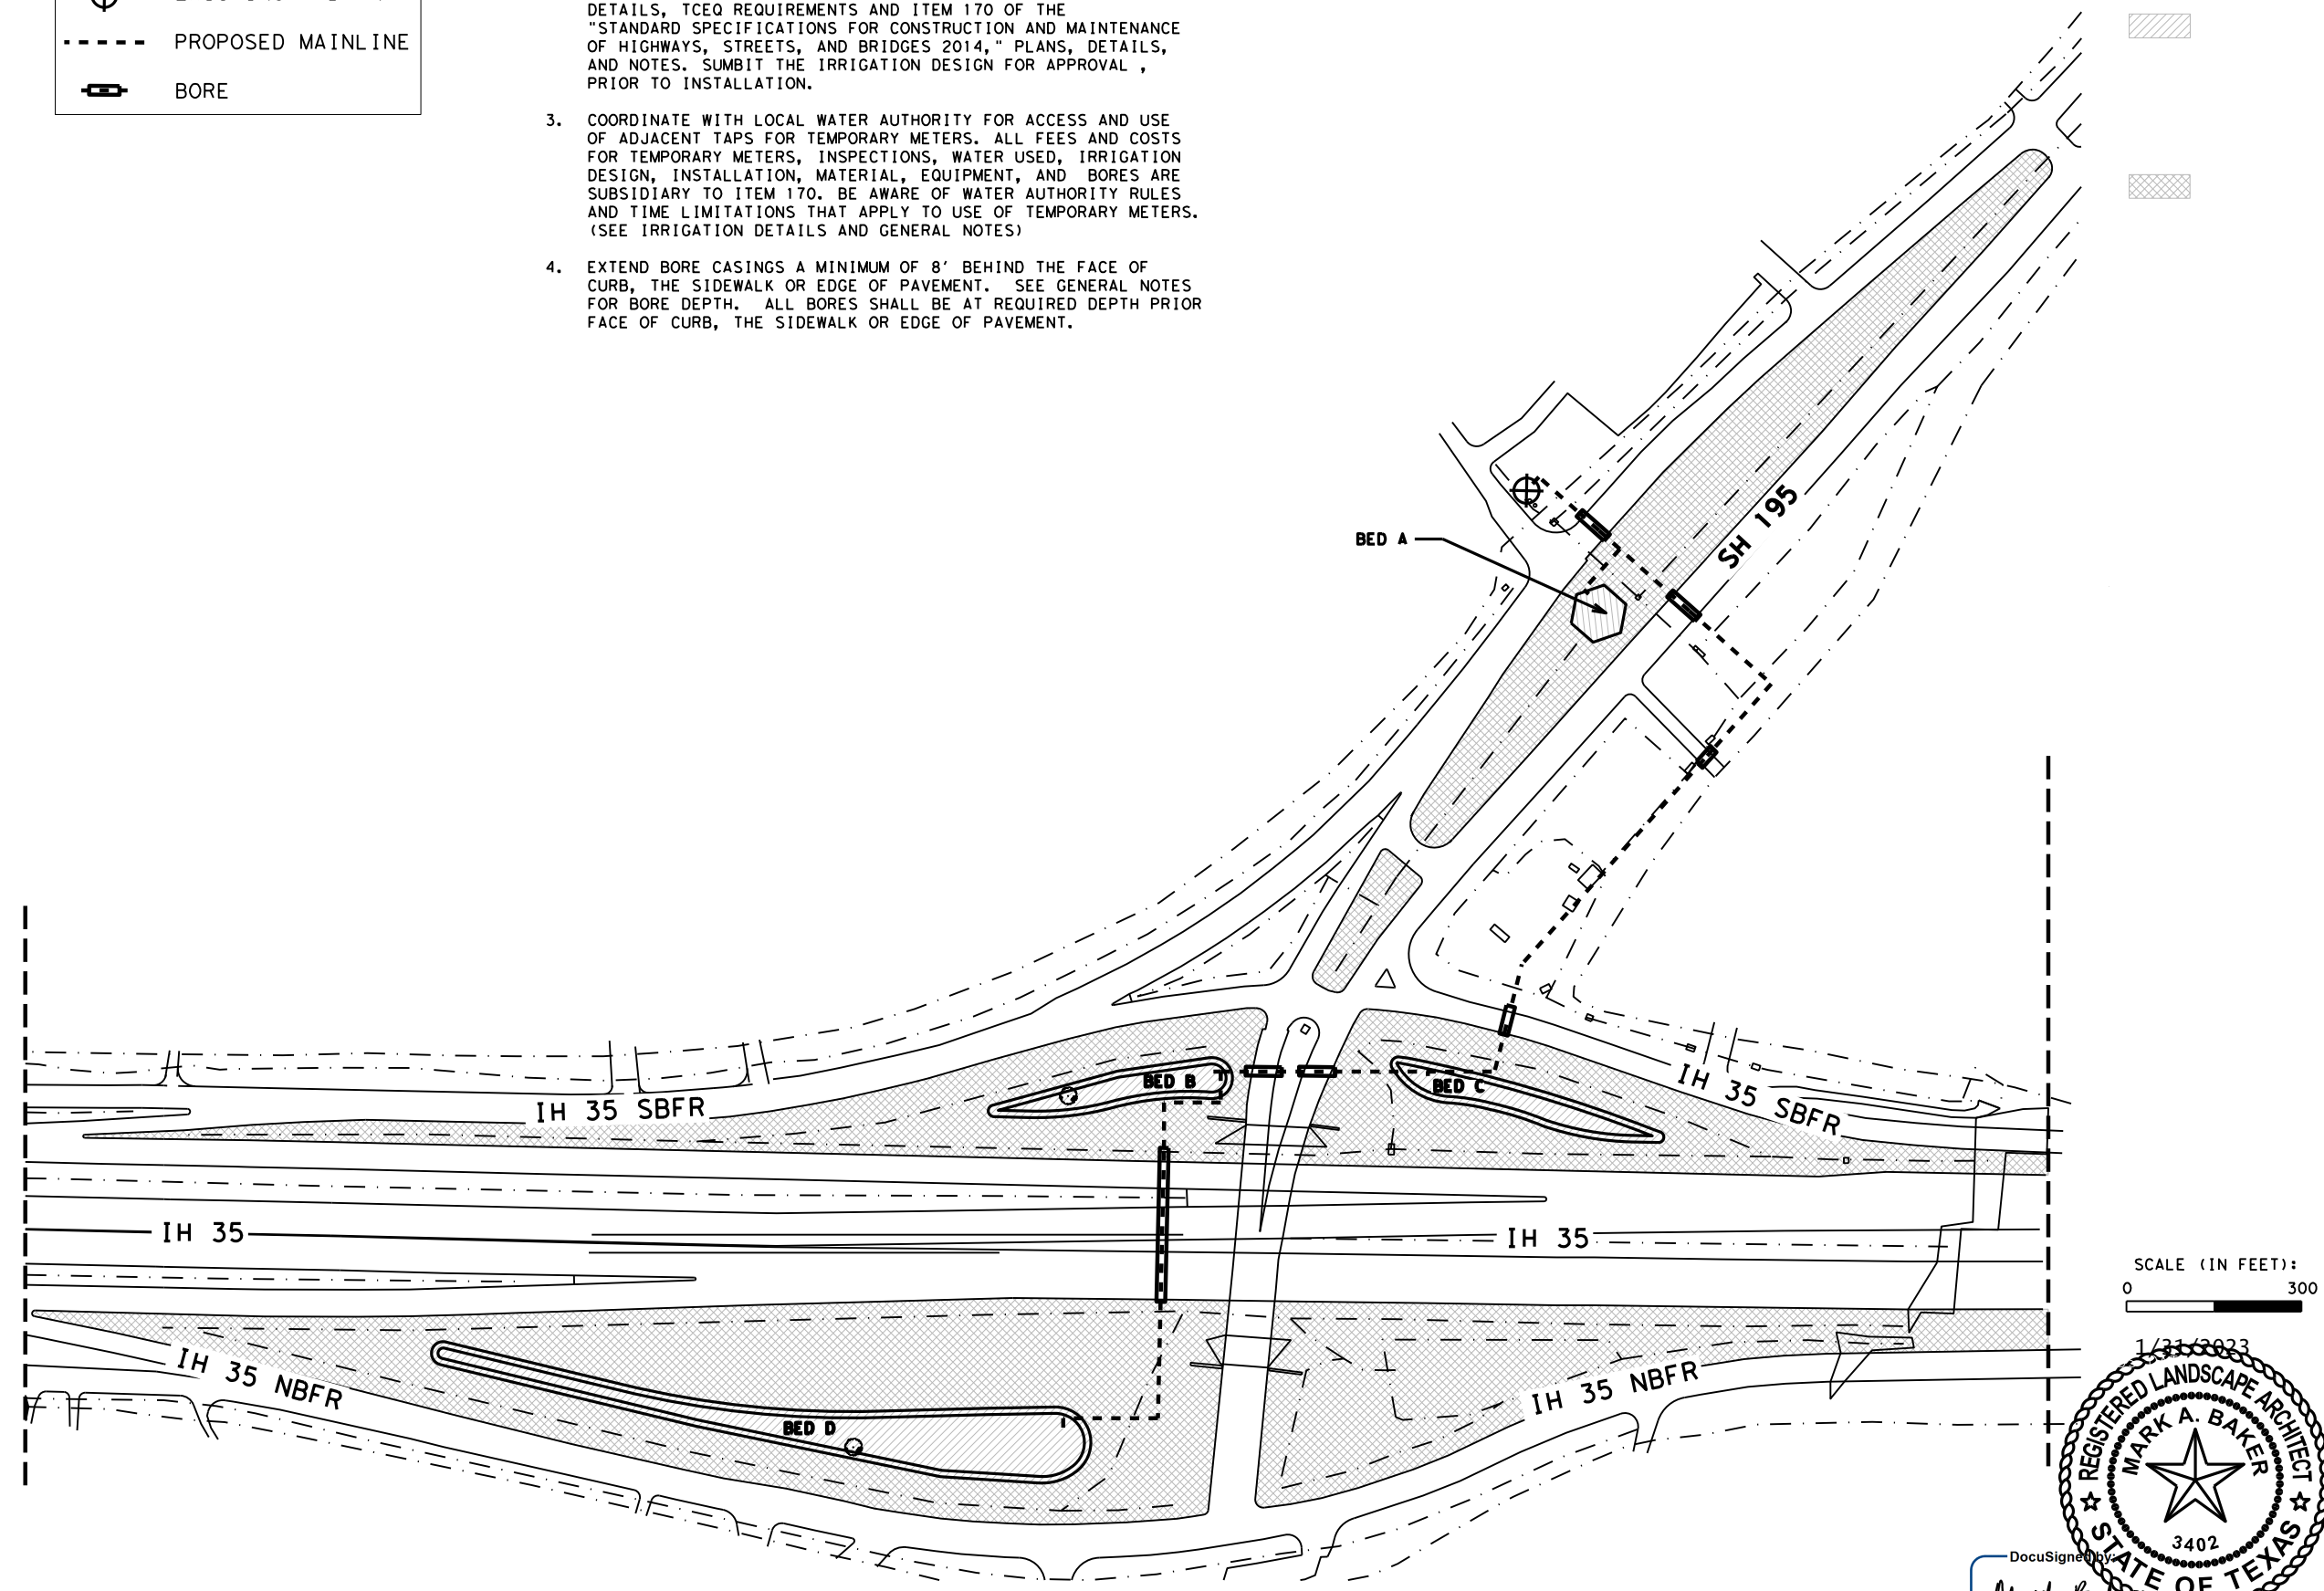 PROPOSED MAINLINE
BORE
DETAILS, TCEQ REQUIREMENTS AND ITEM 170 OF THE
"STANDARD SPECIFICATIONS FOR CONSTRUCTION AND MAINTENANCE
OF HIGHWAYS, STREETS, AND BRIDGES 2014," PLANS, DETAILS,
AND NOTES. SUMBIT THE IRRIGATION DESIGN FOR APPROVAL ,
PRIOR TO INSTALLATION.
3. COORDINATE WITH LOCAL WATER AUTHORITY FOR ACCESS AND USE
OF ADJACENT TAPS FOR TEMPORARY METERS. ALL FEES AND COSTS
FOR TEMPORARY METERS, INSPECTIONS, WATER USED, IRRIGATION
DESIGN, INSTALLATION, MATERIAL, EQUIPMENT, AND BORES ARE
SUBSIDIARY TO ITEM 170. BE AWARE OF WATER AUTHORITY RULES
AND TIME LIMITATIONS THAT APPLY TO USE OF TEMPORARY METERS.
(SEE IRRIGATION DETAILS AND GENERAL NOTES)
4. EXTEND BORE CASINGS A MINIMUM OF 8' BEHIND THE FACE OF
CURB, THE SIDEWALK OR EDGE OF PAVEMENT. SEE GENERAL NOTES
FOR BORE DEPTH. ALL BORES SHALL BE AT REQUIRED DEPTH PRIOR
FACE OF CURB, THE SIDEWALK OR EDGE OF PAVEMENT.
BED A
SH 195
BED B
BED C
IH 35 SBFR
IH 35 SBFR
IH 35
IH 35
IH 35 NBFR
IH 35 NBFR
BED D
SCALE (IN FEET):
0 300
1/31/2023
REGISTERED LANDSCAPE ARCHITECT
MARK A. BAKER
3402
STATE OF TEXAS
DocuSigned by: